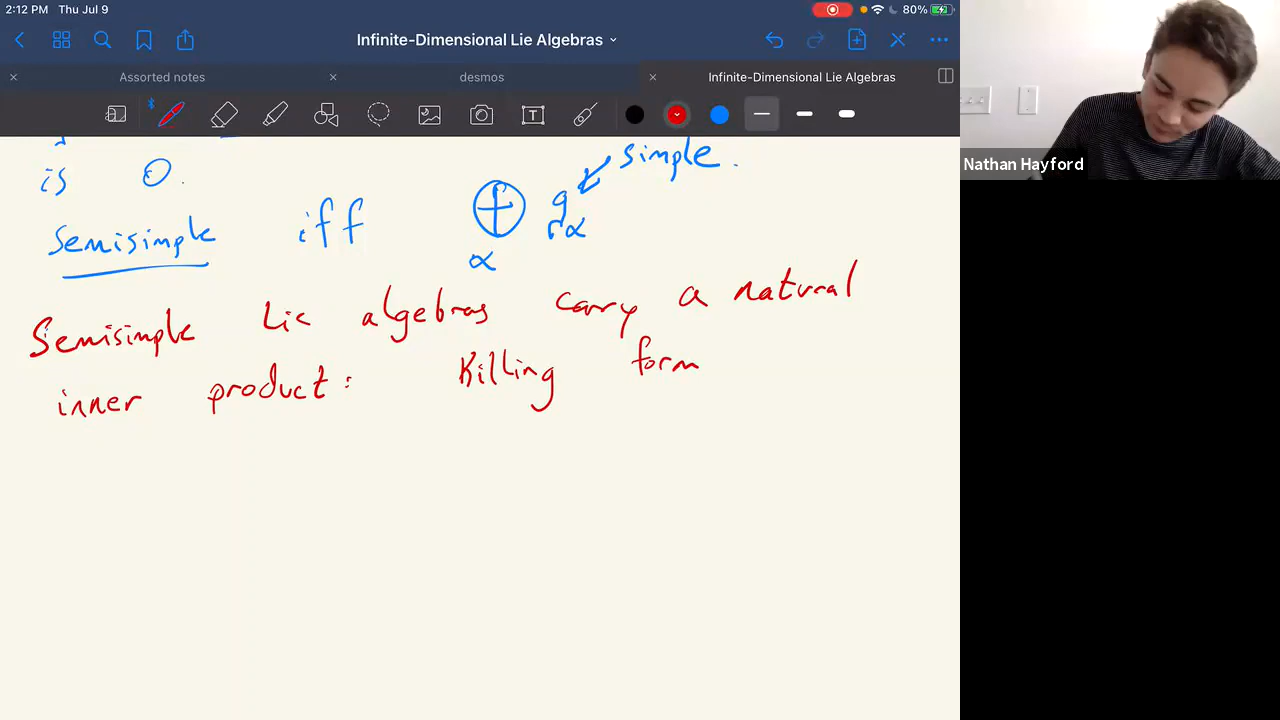 2:12 PM Thu Jul 9
80%
Infinite-Dimensional Lie Algebras
Assorted notes
desmos
Infinite-Dimensional Lie Algebras
Nathan Hayford
simple.
is 0.
Semisimple iff ⊕ g α
α
Semisimple Lie algebras carry a natural
inner product: Killing form